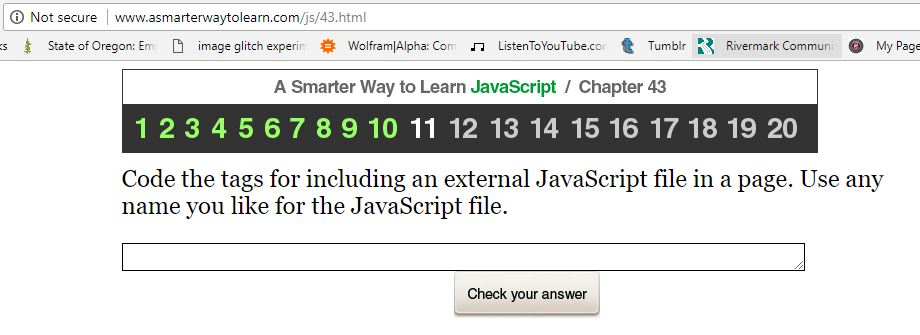 Not secure | www.asmarterwaytolearn.com/js/43.html
State of Oregon: Em image glitch experim Wolfram|Alpha: Com ListenToYouTube.cor Tumblr Rivermark Communi My Page
A Smarter Way to Learn JavaScript / Chapter 43
1 2 3 4 5 6 7 8 9 10 11 12 13 14 15 16 17 18 19 20
Code the tags for including an external JavaScript file in a page. Use any
name you like for the JavaScript file.
Check your answer